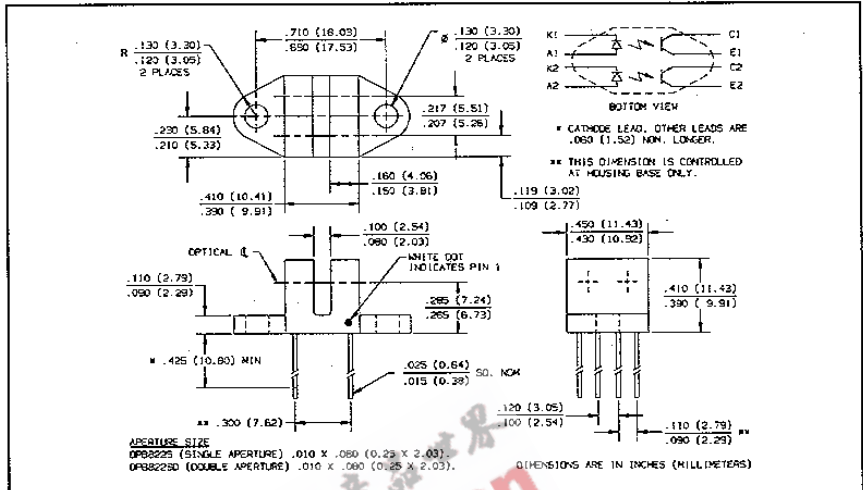 .710 (18.03)
.690 (17.53)
R .130 (3.30)
.120 (3.05)
2 PLACES
ø .130 (3.30)
.120 (3.05)
2 PLACES
K1
A1
K2
A2
C1
E1
C2
E2
BOTTOM VIEW
.230 (5.84)
.210 (5.33)
.217 (5.51)
.207 (5.26)
* CATHODE LEAD. OTHER LEADS ARE
.060 (1.52) NOM. LONGER.
** THIS DIMENSION IS CONTROLLED
AT HOUSING BASE ONLY.
.160 (4.06)
.150 (3.81)
.119 (3.02)
.109 (2.77)
.410 (10.41)
.390 ( 9.91)
.100 (2.54)
.080 (2.03)
.450 (11.43)
.430 (10.92)
OPTICAL ℄
WHITE DOT
INDICATES PIN 1
.110 (2.79)
.090 (2.29)
.285 (7.24)
.265 (6.73)
.410 (11.43)
.390 ( 9.91)
* .425 (10.80) MIN
.025 (0.64)
.015 (0.38) SQ. NOM
** .300 (7.62)
.120 (3.05)
.100 (2.54)
.110 (2.79)
.090 (2.29) **
APERTURE SIZE
OPB822S (SINGLE APERTURE) .010 X .080 (0.25 X 2.03).
OPB822SD (DOUBLE APERTURE) .010 X .080 (0.25 X 2.03).
DIMENSIONS ARE IN INCHES (MILLIMETERS)